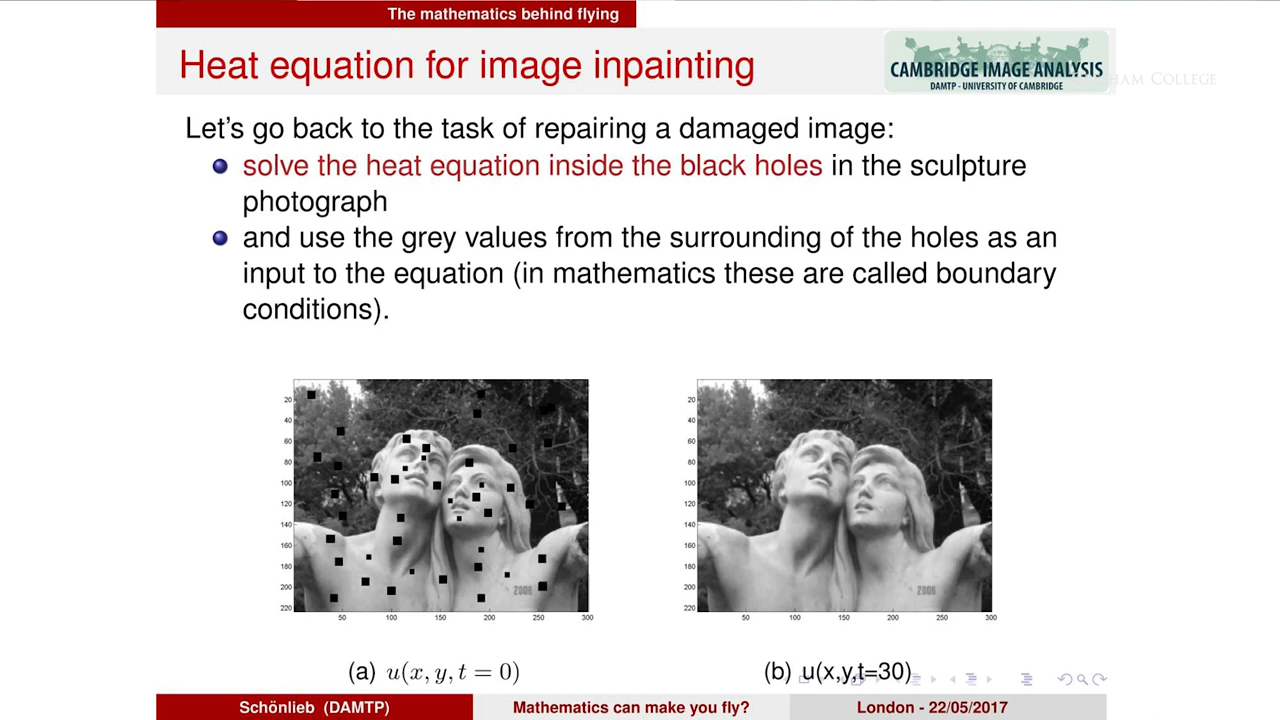 The mathematics behind flying
Heat equation for image inpainting
CAMBRIDGE IMAGE ANALYSIS
DAMTP - UNIVERSITY OF CAMBRIDGE
HAM COLLEGE
Let's go back to the task of repairing a damaged image:
solve the heat equation inside the black holes in the sculpture
photograph
and use the grey values from the surrounding of the holes as an
input to the equation (in mathematics these are called boundary
conditions).
20
40
60
80
100
120
140
160
180
200
220
50 100 150 200 250 300
2006
20
40
60
80
100
120
140
160
180
200
220
50 100 150 200 250 300
2006
(a) u(x, y, t = 0)
(b) u(x,y,t=30)
Schönlieb (DAMTP) Mathematics can make you fly? London - 22/05/2017